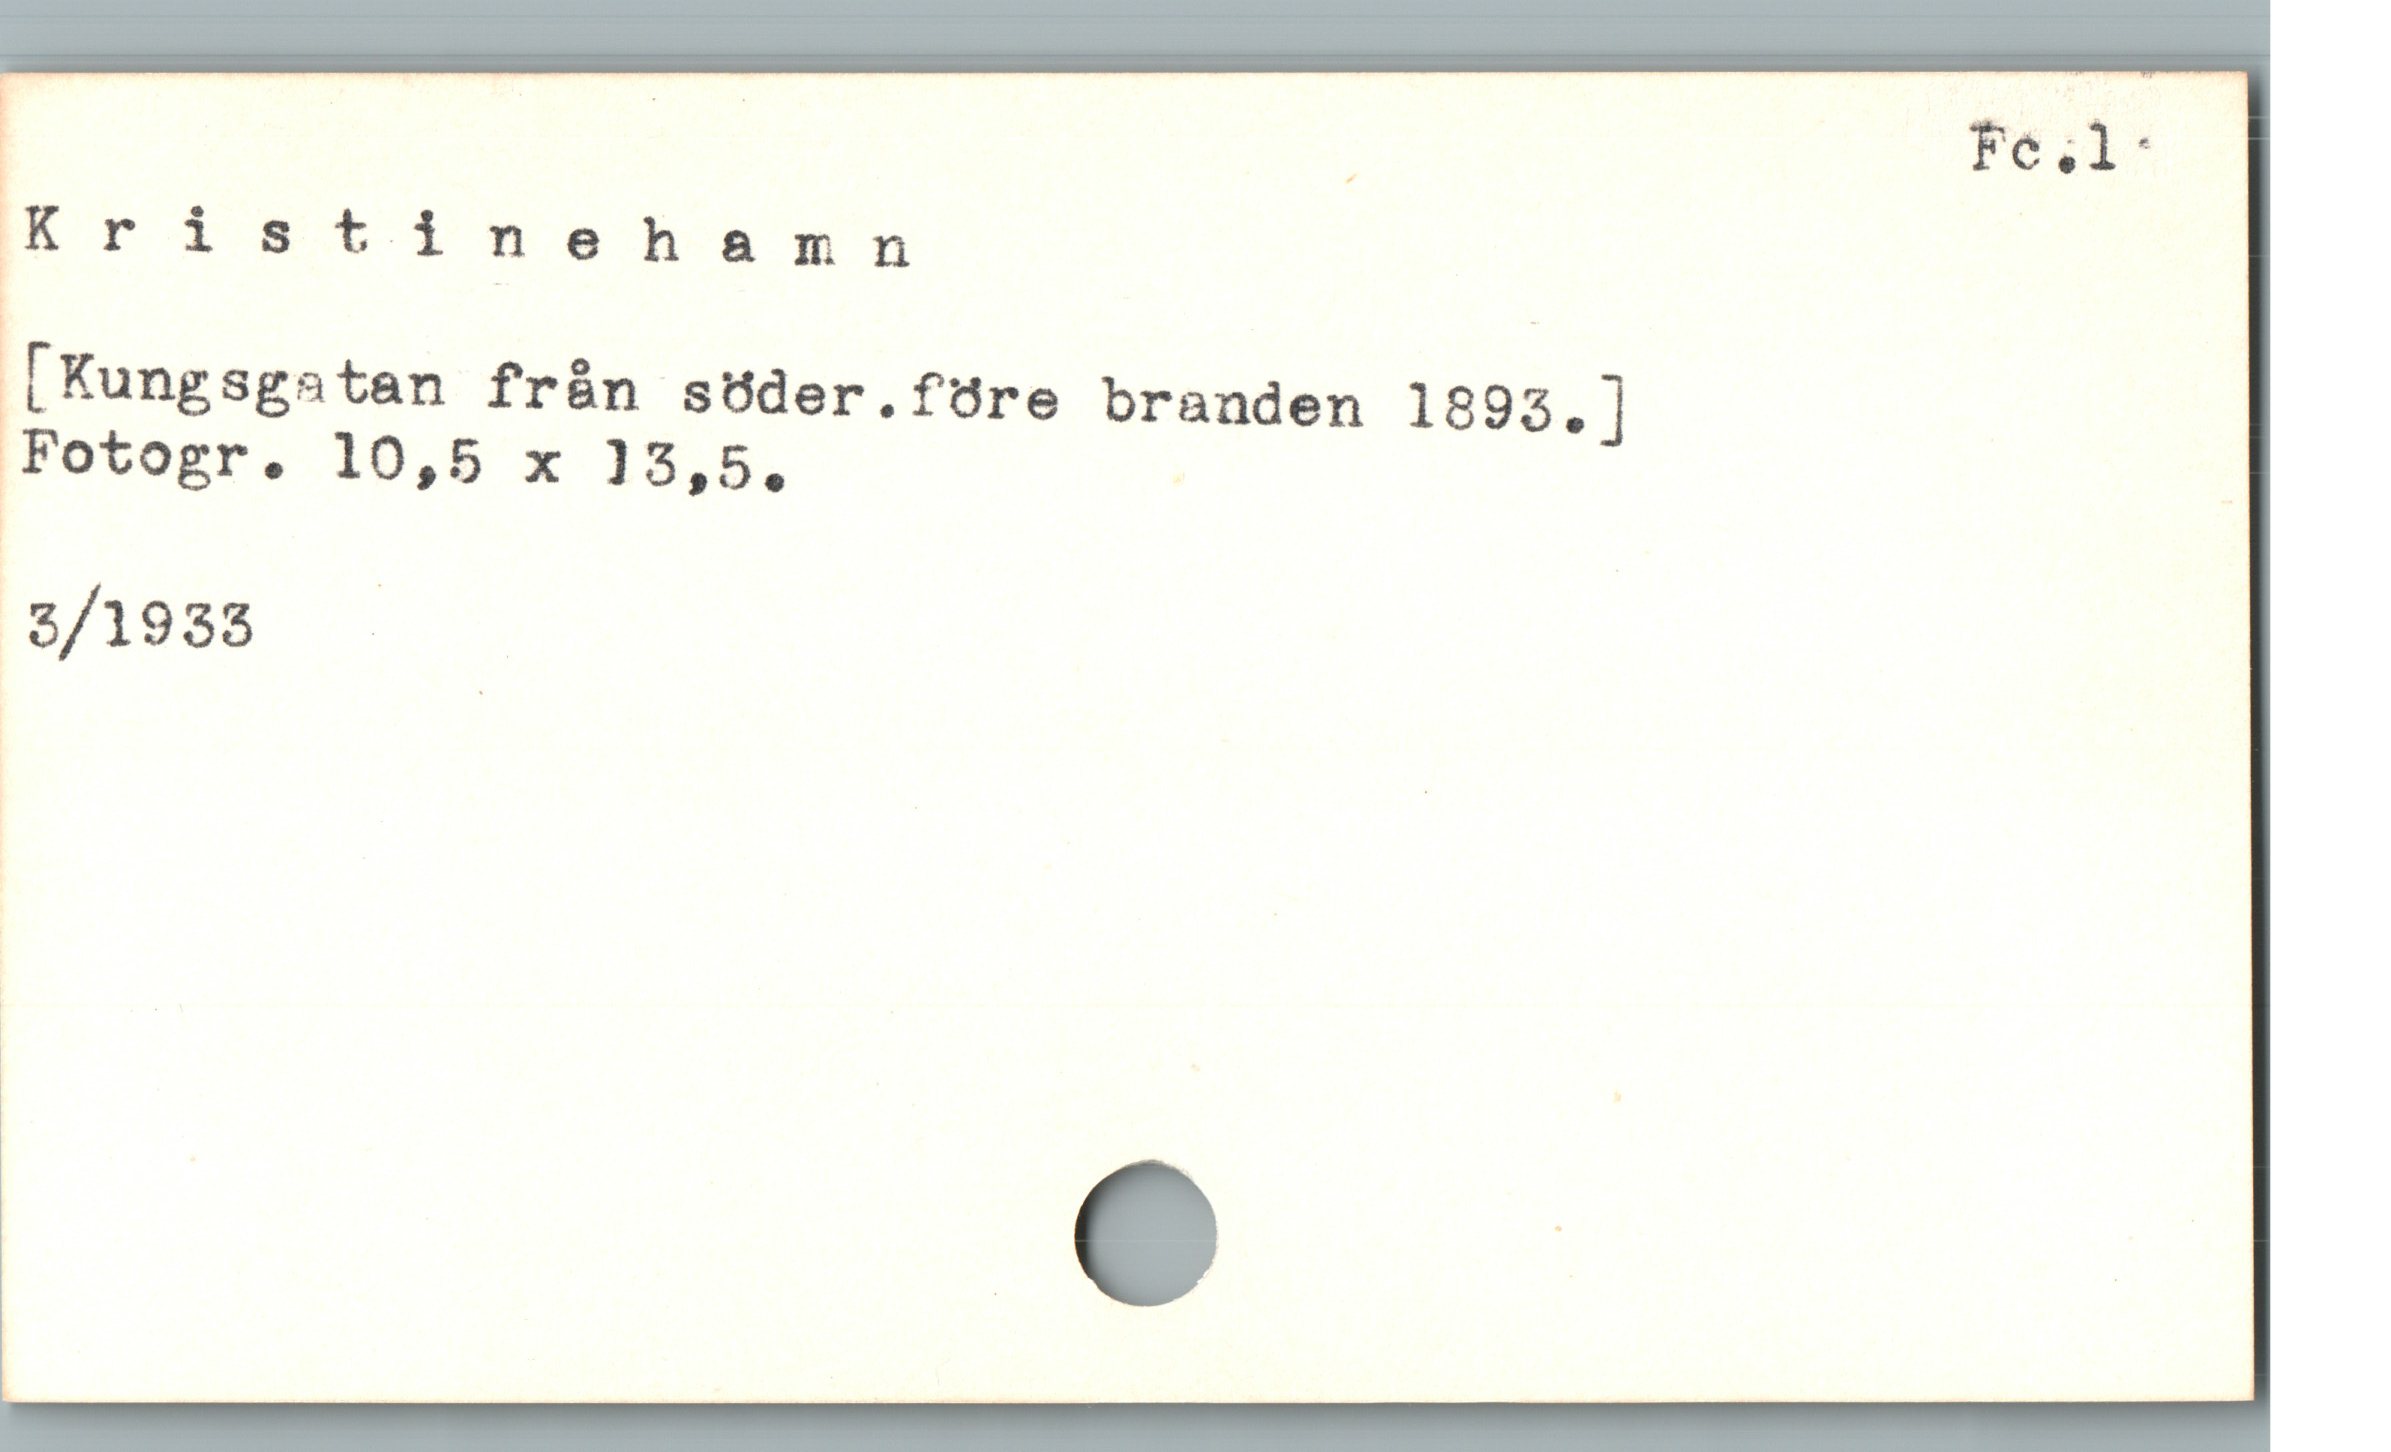 Fc.1
K r i s t i n e h a m n
[Kungsgatan från söder.före branden 1893.]
Fotogr. 10,5 x 13,5.
3/1933